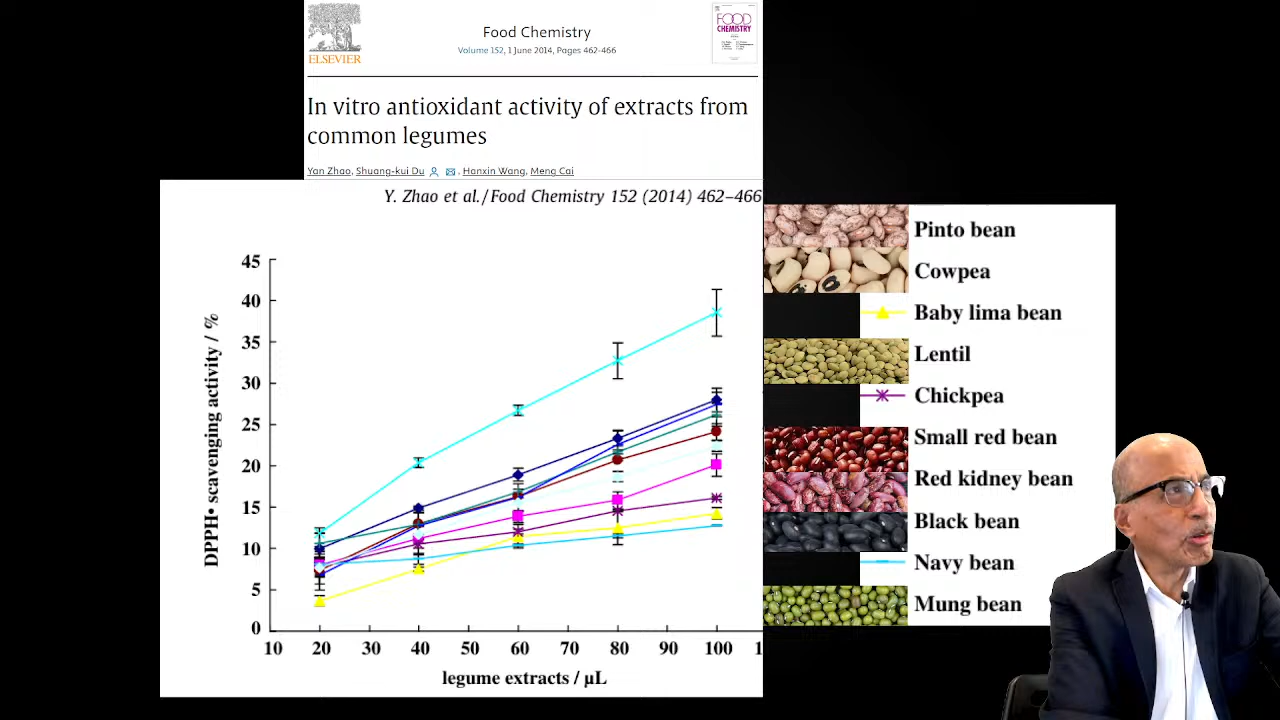 ELSEVIER
Food Chemistry
Volume 152, 1 June 2014, Pages 462-466
FOOD
CHEMISTRY
In vitro antioxidant activity of extracts from
common legumes
Yan Zhao, Shuang-kui Du, Hanxin Wang, Meng Cai
Y. Zhao et al./Food Chemistry 152 (2014) 462–466
45
40
35
30
25
20
15
10
5
0
DPPH• scavenging activity / %
10 20 30 40 50 60 70 80 90 100 1
legume extracts / µL
Pinto bean
Cowpea
Baby lima bean
Lentil
Chickpea
Small red bean
Red kidney bean
Black bean
Navy bean
Mung bean